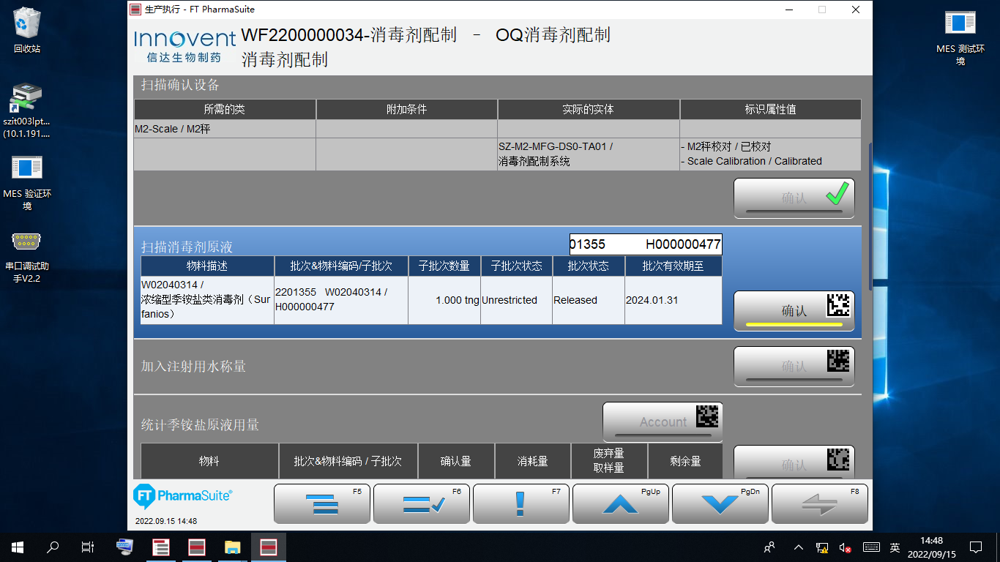 生产执行 - FT PharmaSuite
回收站
szit003lpt...
(10.1.191....
MES 验证环
境
串口调试助
手V2.2
MES 测试环
境
Innovent
信达生物制药
WF2200000034-消毒剂配制 - OQ消毒剂配制
消毒剂配制
扫描确认设备
所需的类 附加条件 实际的实体 标识属性值
M2-Scale / M2秤
SZ-M2-MFG-DS0-TA01 /
消毒剂配制系统
- M2秤校对 / 已校对
- Scale Calibration / Calibrated
确认
扫描消毒剂原液
01355 H000000477
物料描述 批次&物料编码/子批次 子批次数量 子批次状态 批次状态 批次有效期至
W02040314 /
浓缩型季铵盐类消毒剂（Sur
fanios）
2201355 W02040314 /
H000000477
1.000 tng
Unrestricted
Released
2024.01.31
确认
加入注射用水称量
确认
统计季铵盐原液用量
Account
物料 批次&物料编码 / 子批次 确认量 消耗量 废弃量
取样量 剩余量
确认
FT PharmaSuite®
2022.09.15 14:48
F5
F6
F7
PgUp
PgDn
F8
英
14:48
2022/09/15